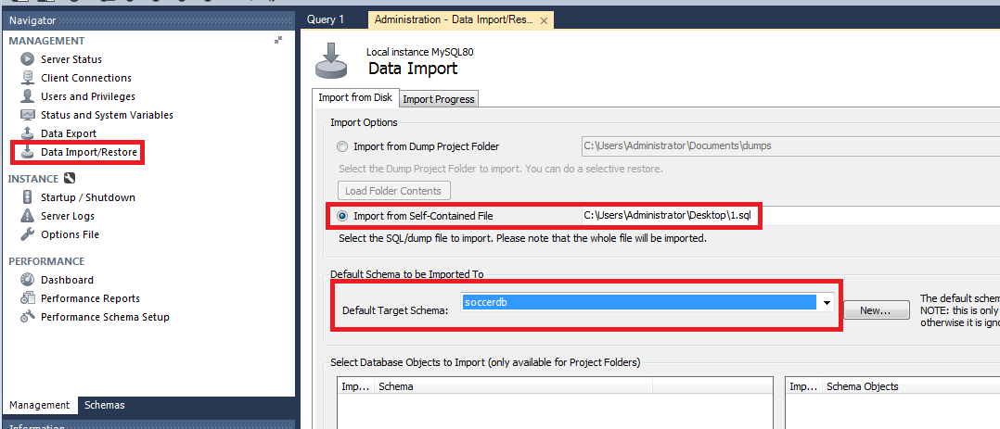 Navigator
MANAGEMENT
Server Status
Client Connections
Users and Privileges
Status and System Variables
Data Export
Data Import/Restore
INSTANCE
Startup / Shutdown
Server Logs
Options File
PERFORMANCE
Dashboard
Performance Reports
Performance Schema Setup
Management Schemas
Information
Query 1 Administration - Data Import/Res...
Local instance MySQL80
Data Import
Import from Disk Import Progress
Import Options
Import from Dump Project Folder C:\Users\Administrator\Documents\dumps
Select the Dump Project Folder to import. You can do a selective restore.
Load Folder Contents
Import from Self-Contained File C:\Users\Administrator\Desktop\1.sql
Select the SQL/dump file to import. Please note that the whole file will be imported.
Default Schema to be Imported To
Default Target Schema: soccerdb New...
The default schem
NOTE: this is only
otherwise it is igno
Select Database Objects to Import (only available for Project Folders)
Imp... Schema Imp... Schema Objects